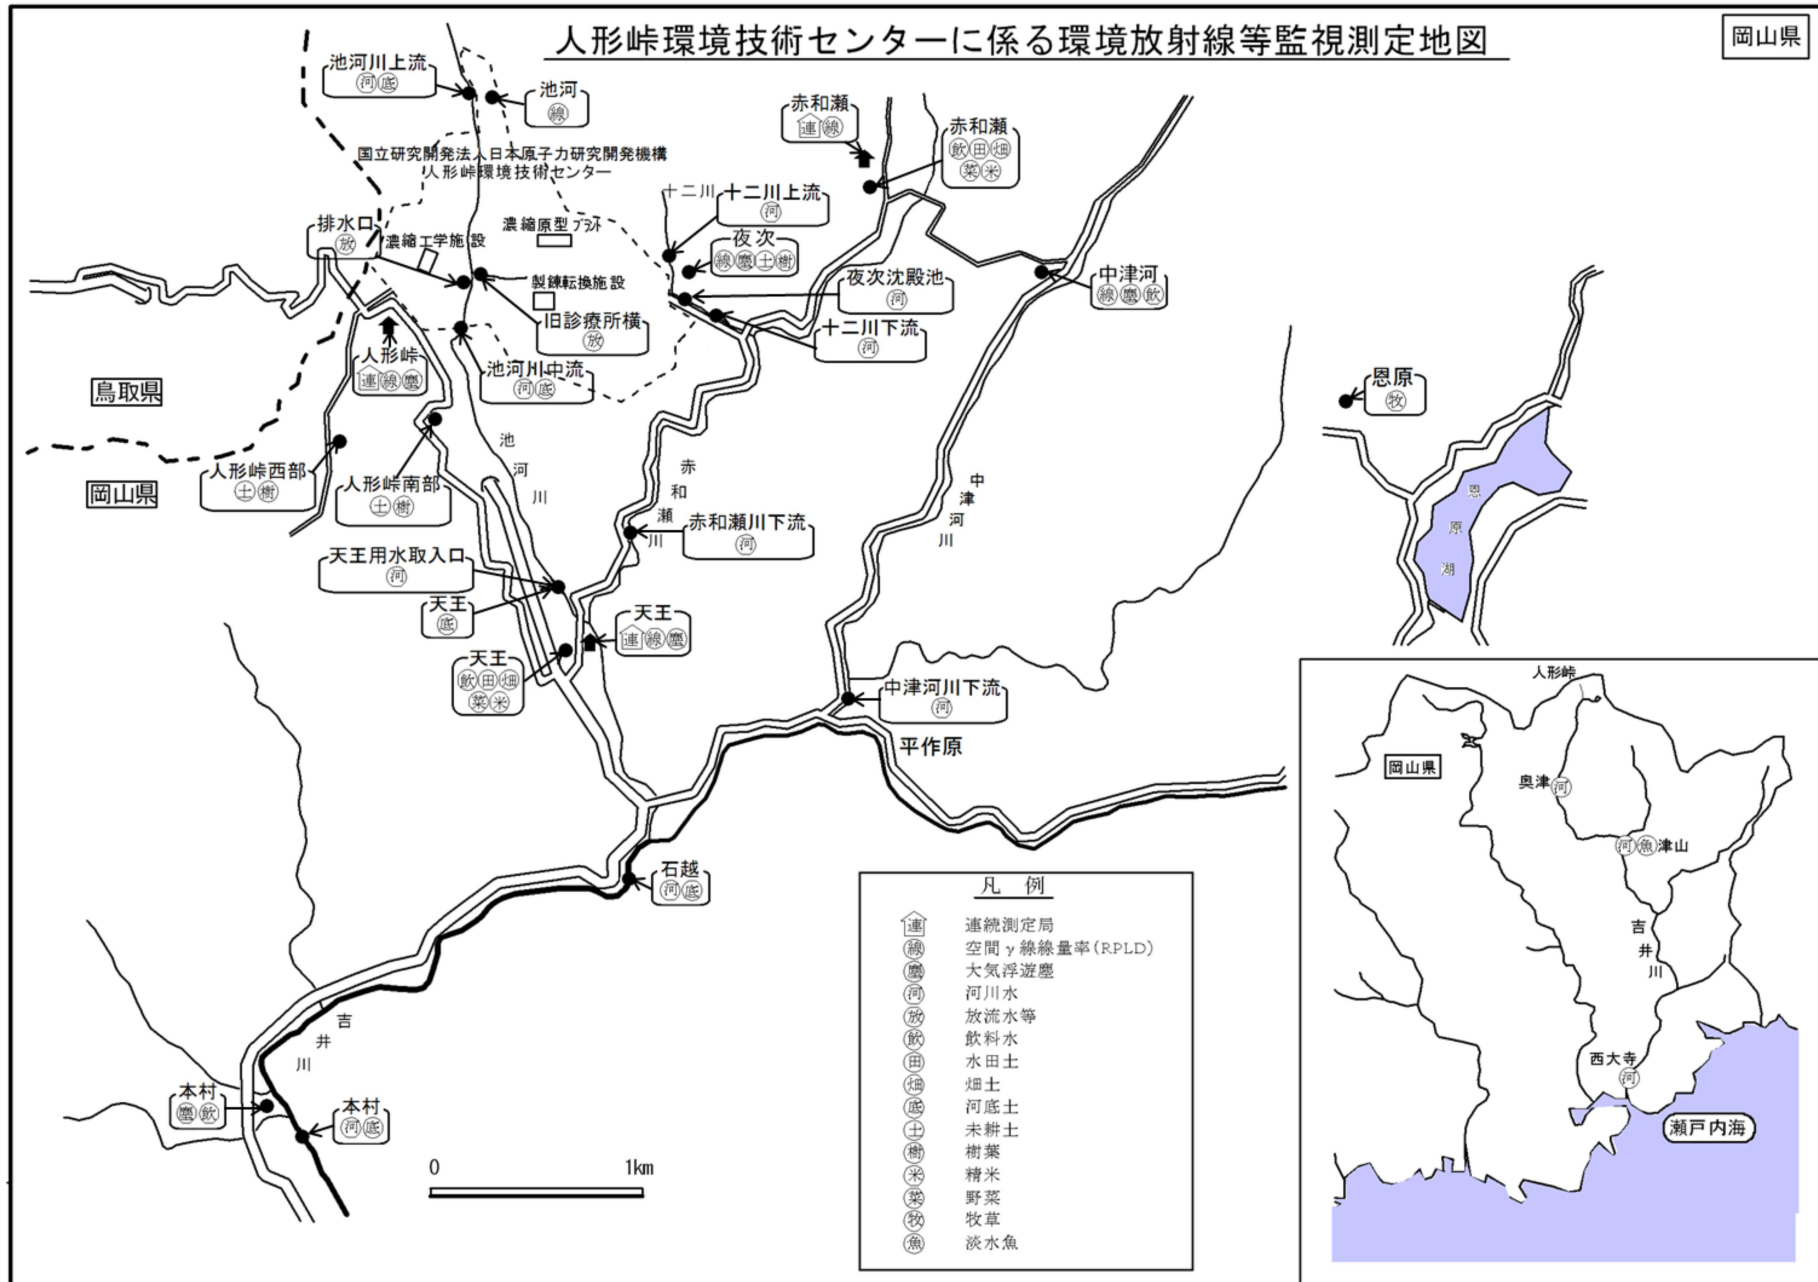 人形峠環境技術センターに係る環境放射線等監視測定地図
岡山県
池河川上流
河 底
池河
線
国立研究開発法人日本原子力研究開発機構
人形峠環境技術センター
赤和瀬
連 線
赤和瀬
飲 田 畑
菜 米
排水口
放
濃縮工学施設
濃縮原型プラント
製錬転換施設
十二川
十二川上流
河
夜次
線 塵 土 樹
夜次沈殿池
河
十二川下流
河
中津河
線 塵 飲
旧診療所横
放
池河川中流
河 底
人形峠
連 線 塵
鳥取県
岡山県
人形峠西部
土 樹
人形峠南部
土 樹
池河川
赤和瀬川
中津河川
恩原
牧
恩原湖
赤和瀬川下流
河
天王用水取入口
河
天王
底
天王
連 線 塵
天王
飲 田 畑
菜 米
中津河川下流
河
平作原
石越
河 底
吉井川
本村
塵 飲
本村
河 底
0 1km
凡 例
連 連続測定局
線 空間γ線線量率(RPLD)
塵 大気浮遊塵
河 河川水
放 放流水等
飲 飲料水
田 水田土
畑 畑土
底 河底土
土 未耕土
樹 樹葉
米 精米
菜 野菜
牧 牧草
魚 淡水魚
人形峠
岡山県
奥津 河
河 魚 津山
吉井川
西大寺
河
瀬戸内海